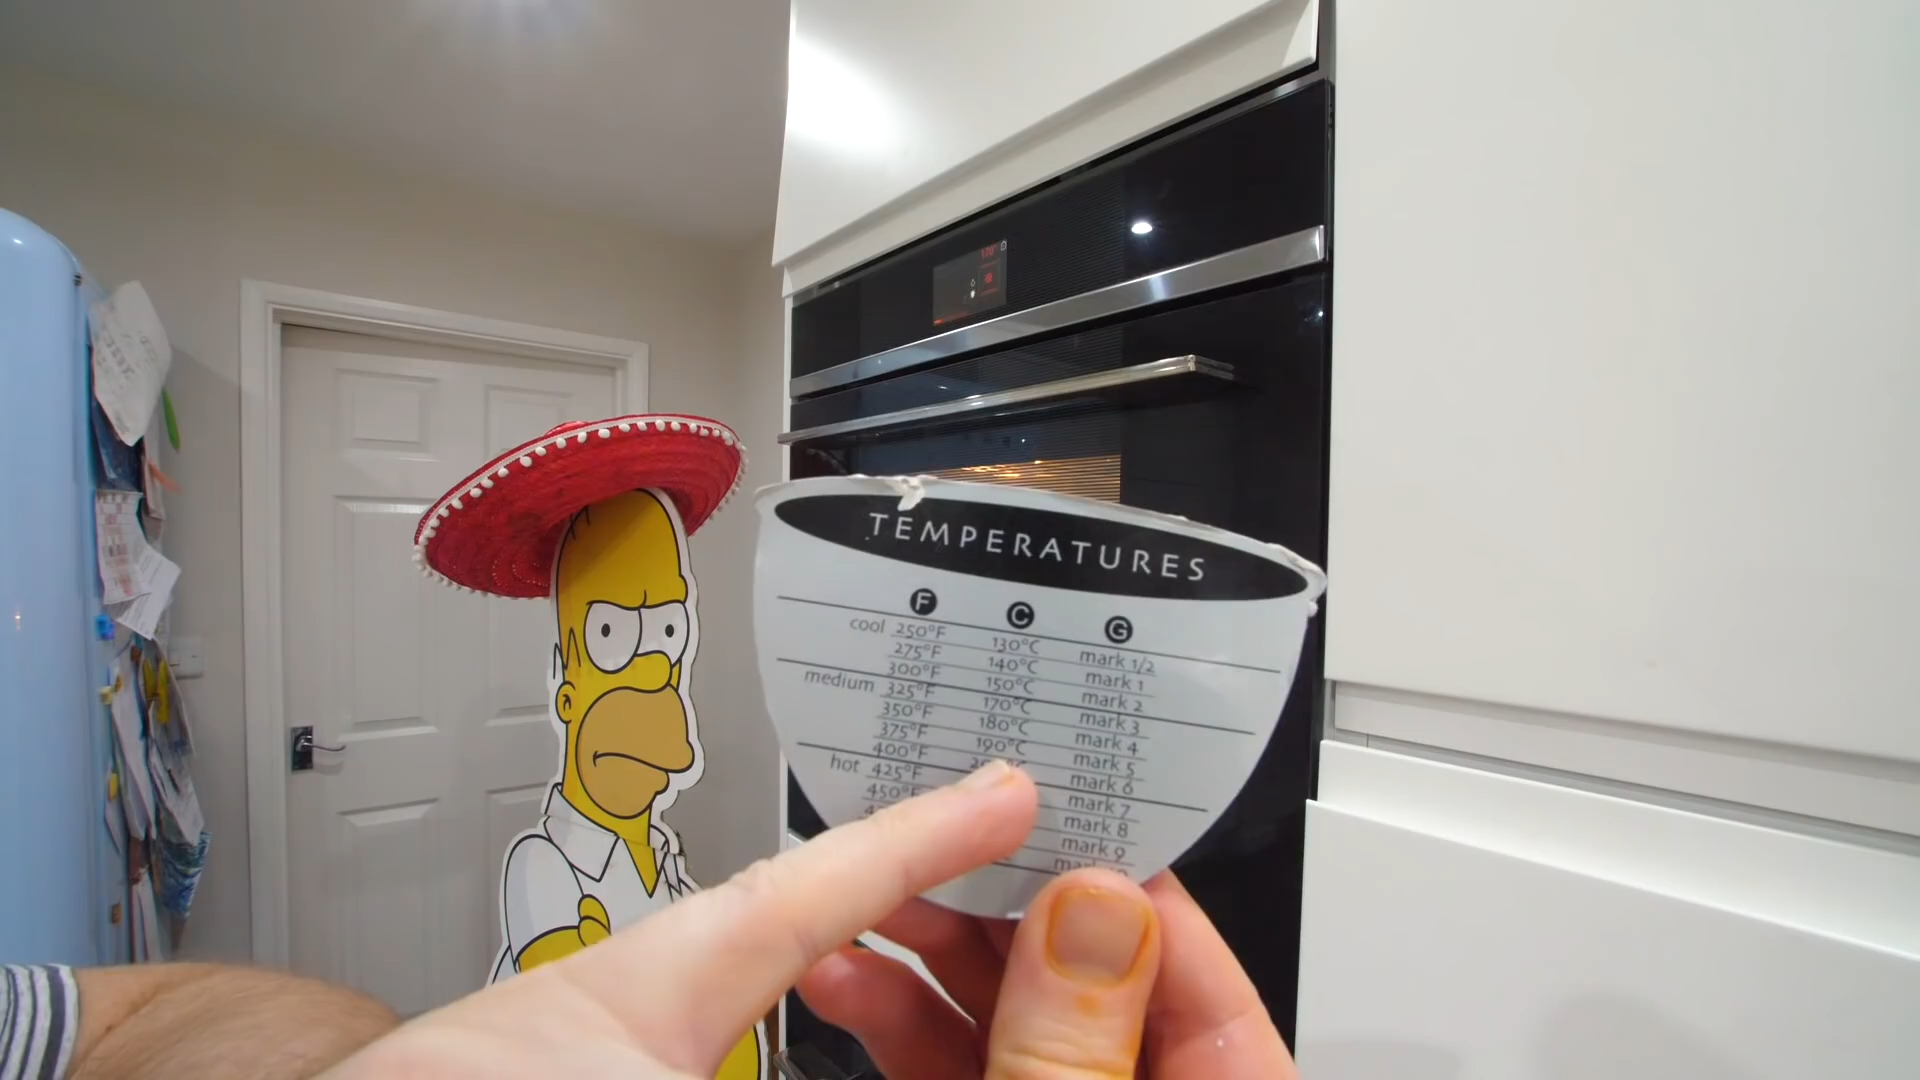 170°
TEMPERATURES
F C G
cool 250°F 130°C mark 1/2
275°F 140°C mark 1
300°F 150°C mark 2
medium 325°F 170°C mark 3
350°F 180°C mark 4
375°F 190°C mark 5
400°F mark 6
hot 425°F mark 7
450°F mark 8
mark 9